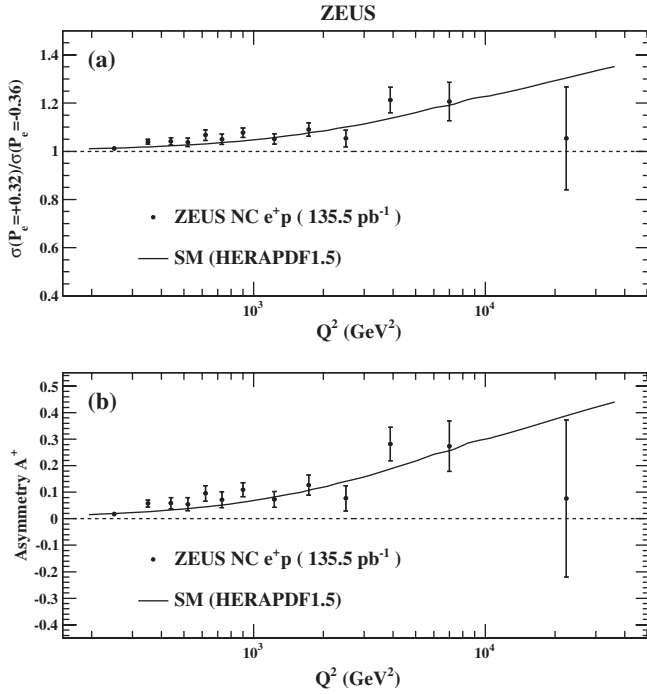 ZEUS
(a)
σ(P_e=+0.32)/σ(P_e=-0.36)
1.4
1.2
1
0.8
0.6
0.4
ZEUS NC e⁺p ( 135.5 pb⁻¹ )
SM (HERAPDF1.5)
10³
10⁴
Q² (GeV²)
(b)
Asymmetry A⁺
0.5
0.4
0.3
0.2
0.1
0
-0.1
-0.2
-0.3
-0.4
ZEUS NC e⁺p ( 135.5 pb⁻¹ )
SM (HERAPDF1.5)
10³
10⁴
Q² (GeV²)